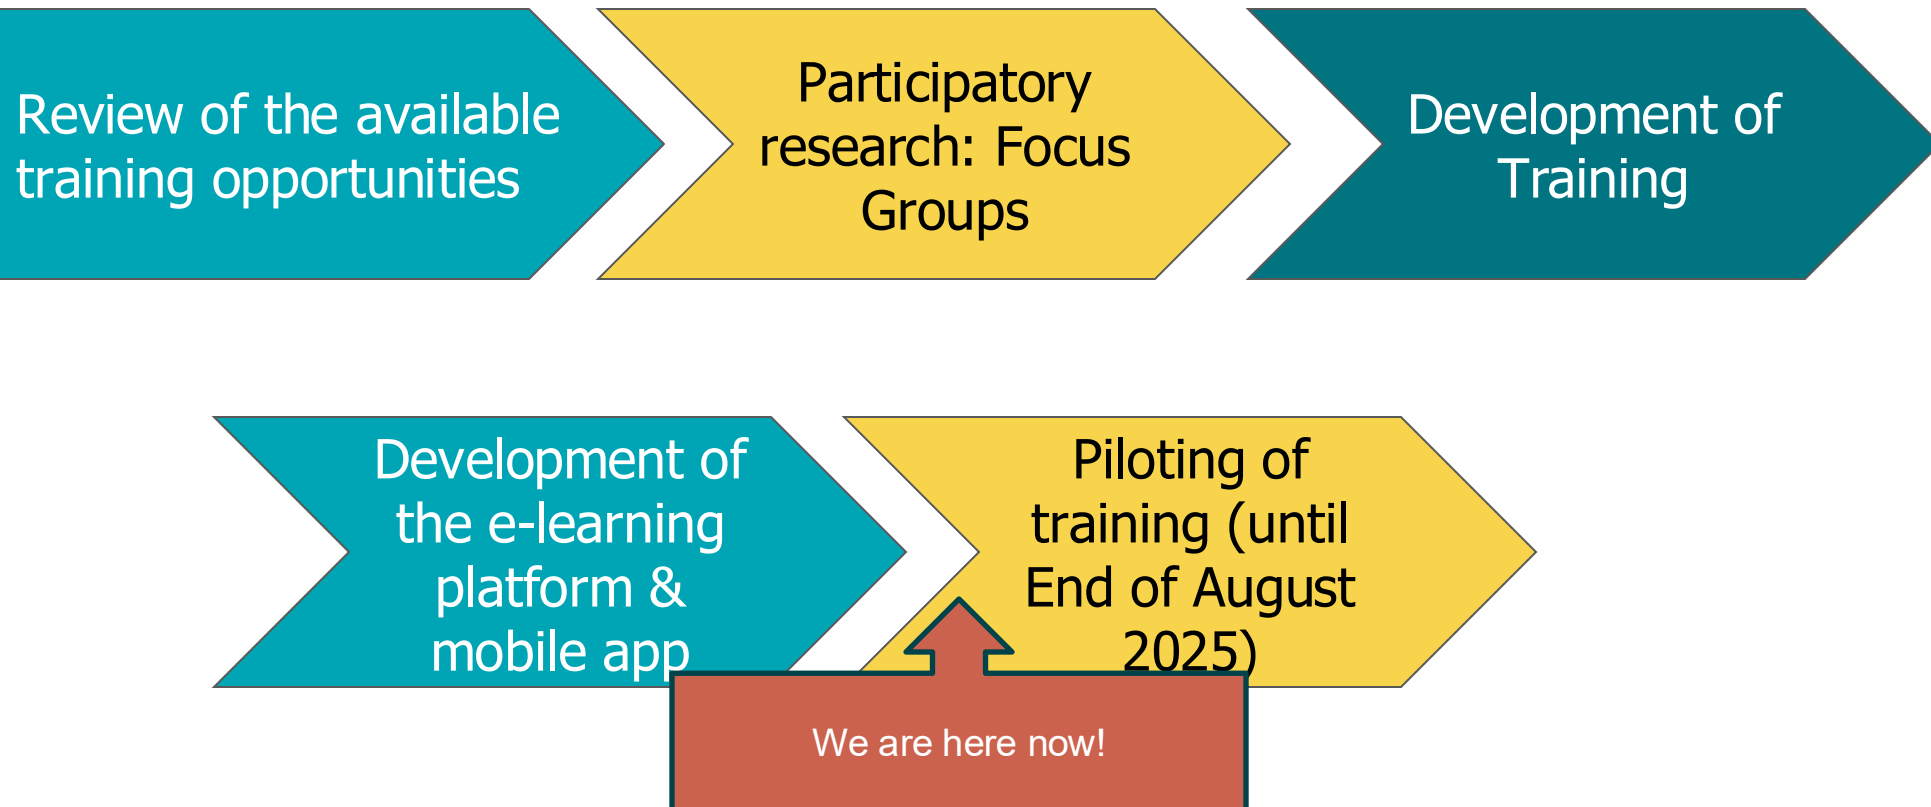 Review of the available
training opportunities
Participatory
research: Focus
Groups
Development of
Training
Development of
the e-learning
platform &
mobile app
Piloting of
training (until
End of August
2025)
We are here now!